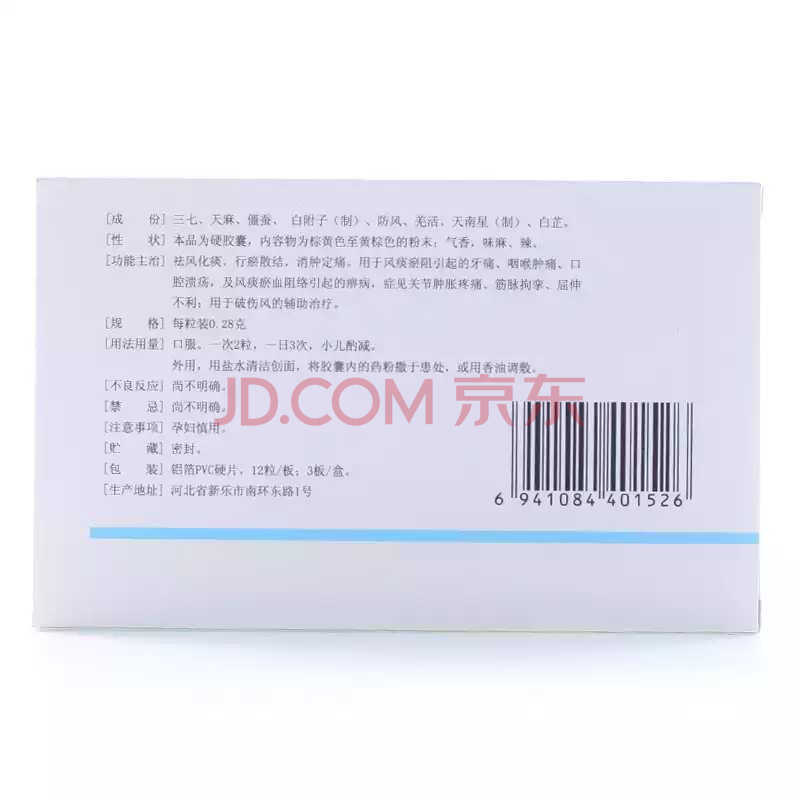 [成　份] 三七、天麻、僵蚕、白附子(制)、防风、羌活、天南星(制)、白芷。
[性　状] 本品为硬胶囊，内容物为棕黄色至黄棕色的粉末；气香，味麻、辣。
[功能主治] 祛风化痰，行瘀散结，消肿定痛。用于风痰瘀阻引起的牙痛、咽喉肿痛、口
腔溃疡，及风痰瘀血阻络引起的痹病，症见关节肿胀疼痛、筋脉拘挛、屈伸
不利；用于破伤风的辅助治疗。
[规　格] 每粒装0.28克
[用法用量] 口服。一次2粒，一日3次，小儿酌减。
外用，用盐水清洁创面，将胶囊内的药粉撒于患处，或用香油调敷。
[不良反应] 尚不明确。
[禁　忌] 尚不明确。
[注意事项] 孕妇慎用。
[贮　藏] 密封。
[包　装] 铝箔PVC硬片，12粒/板；3板/盒。
[生产地址] 河北省新乐市南环东路1号
JD.COM 京东
6 941084 401526